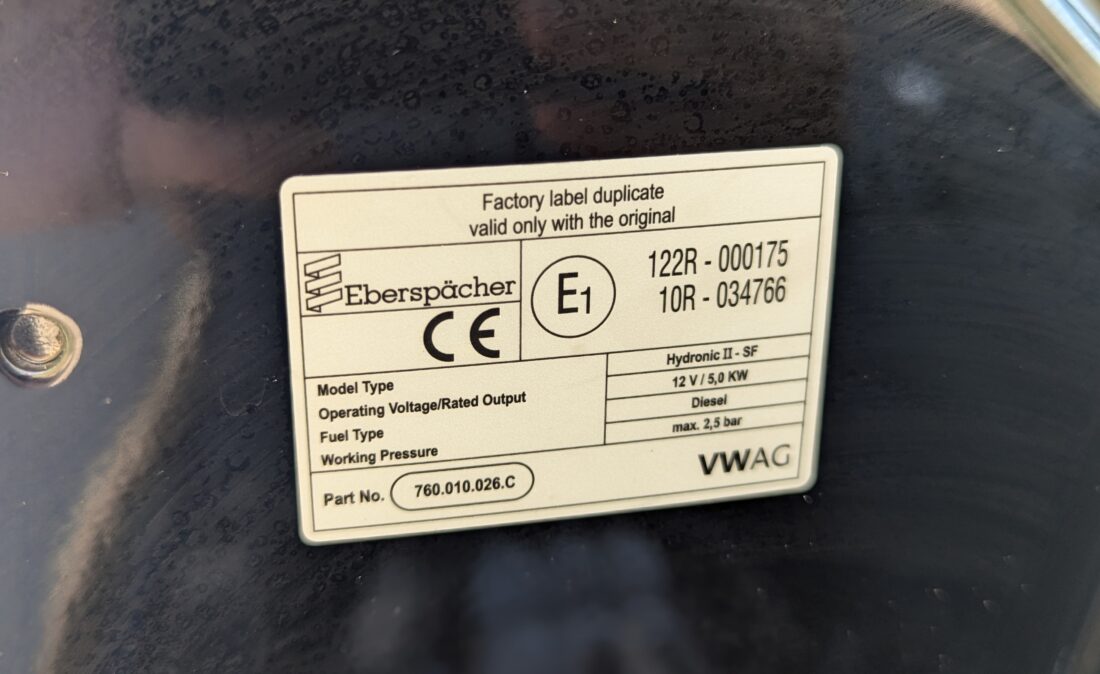 Factory label duplicate
valid only with the original
Eberspächer
CE
E1
122R - 000175
10R - 034766
Model Type
Hydronic II - SF
Operating Voltage/Rated Output
12 V / 5,0 KW
Fuel Type
Diesel
Working Pressure
max. 2,5 bar
VWAG
Part No. 760.010.026.C